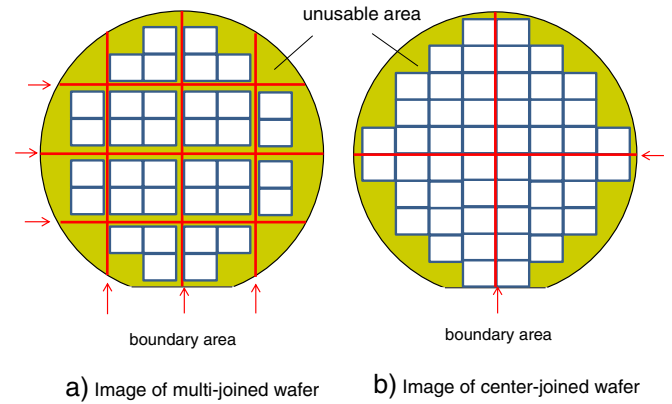 unusable area
boundary area
boundary area
a) Image of multi-joined wafer
b) Image of center-joined wafer